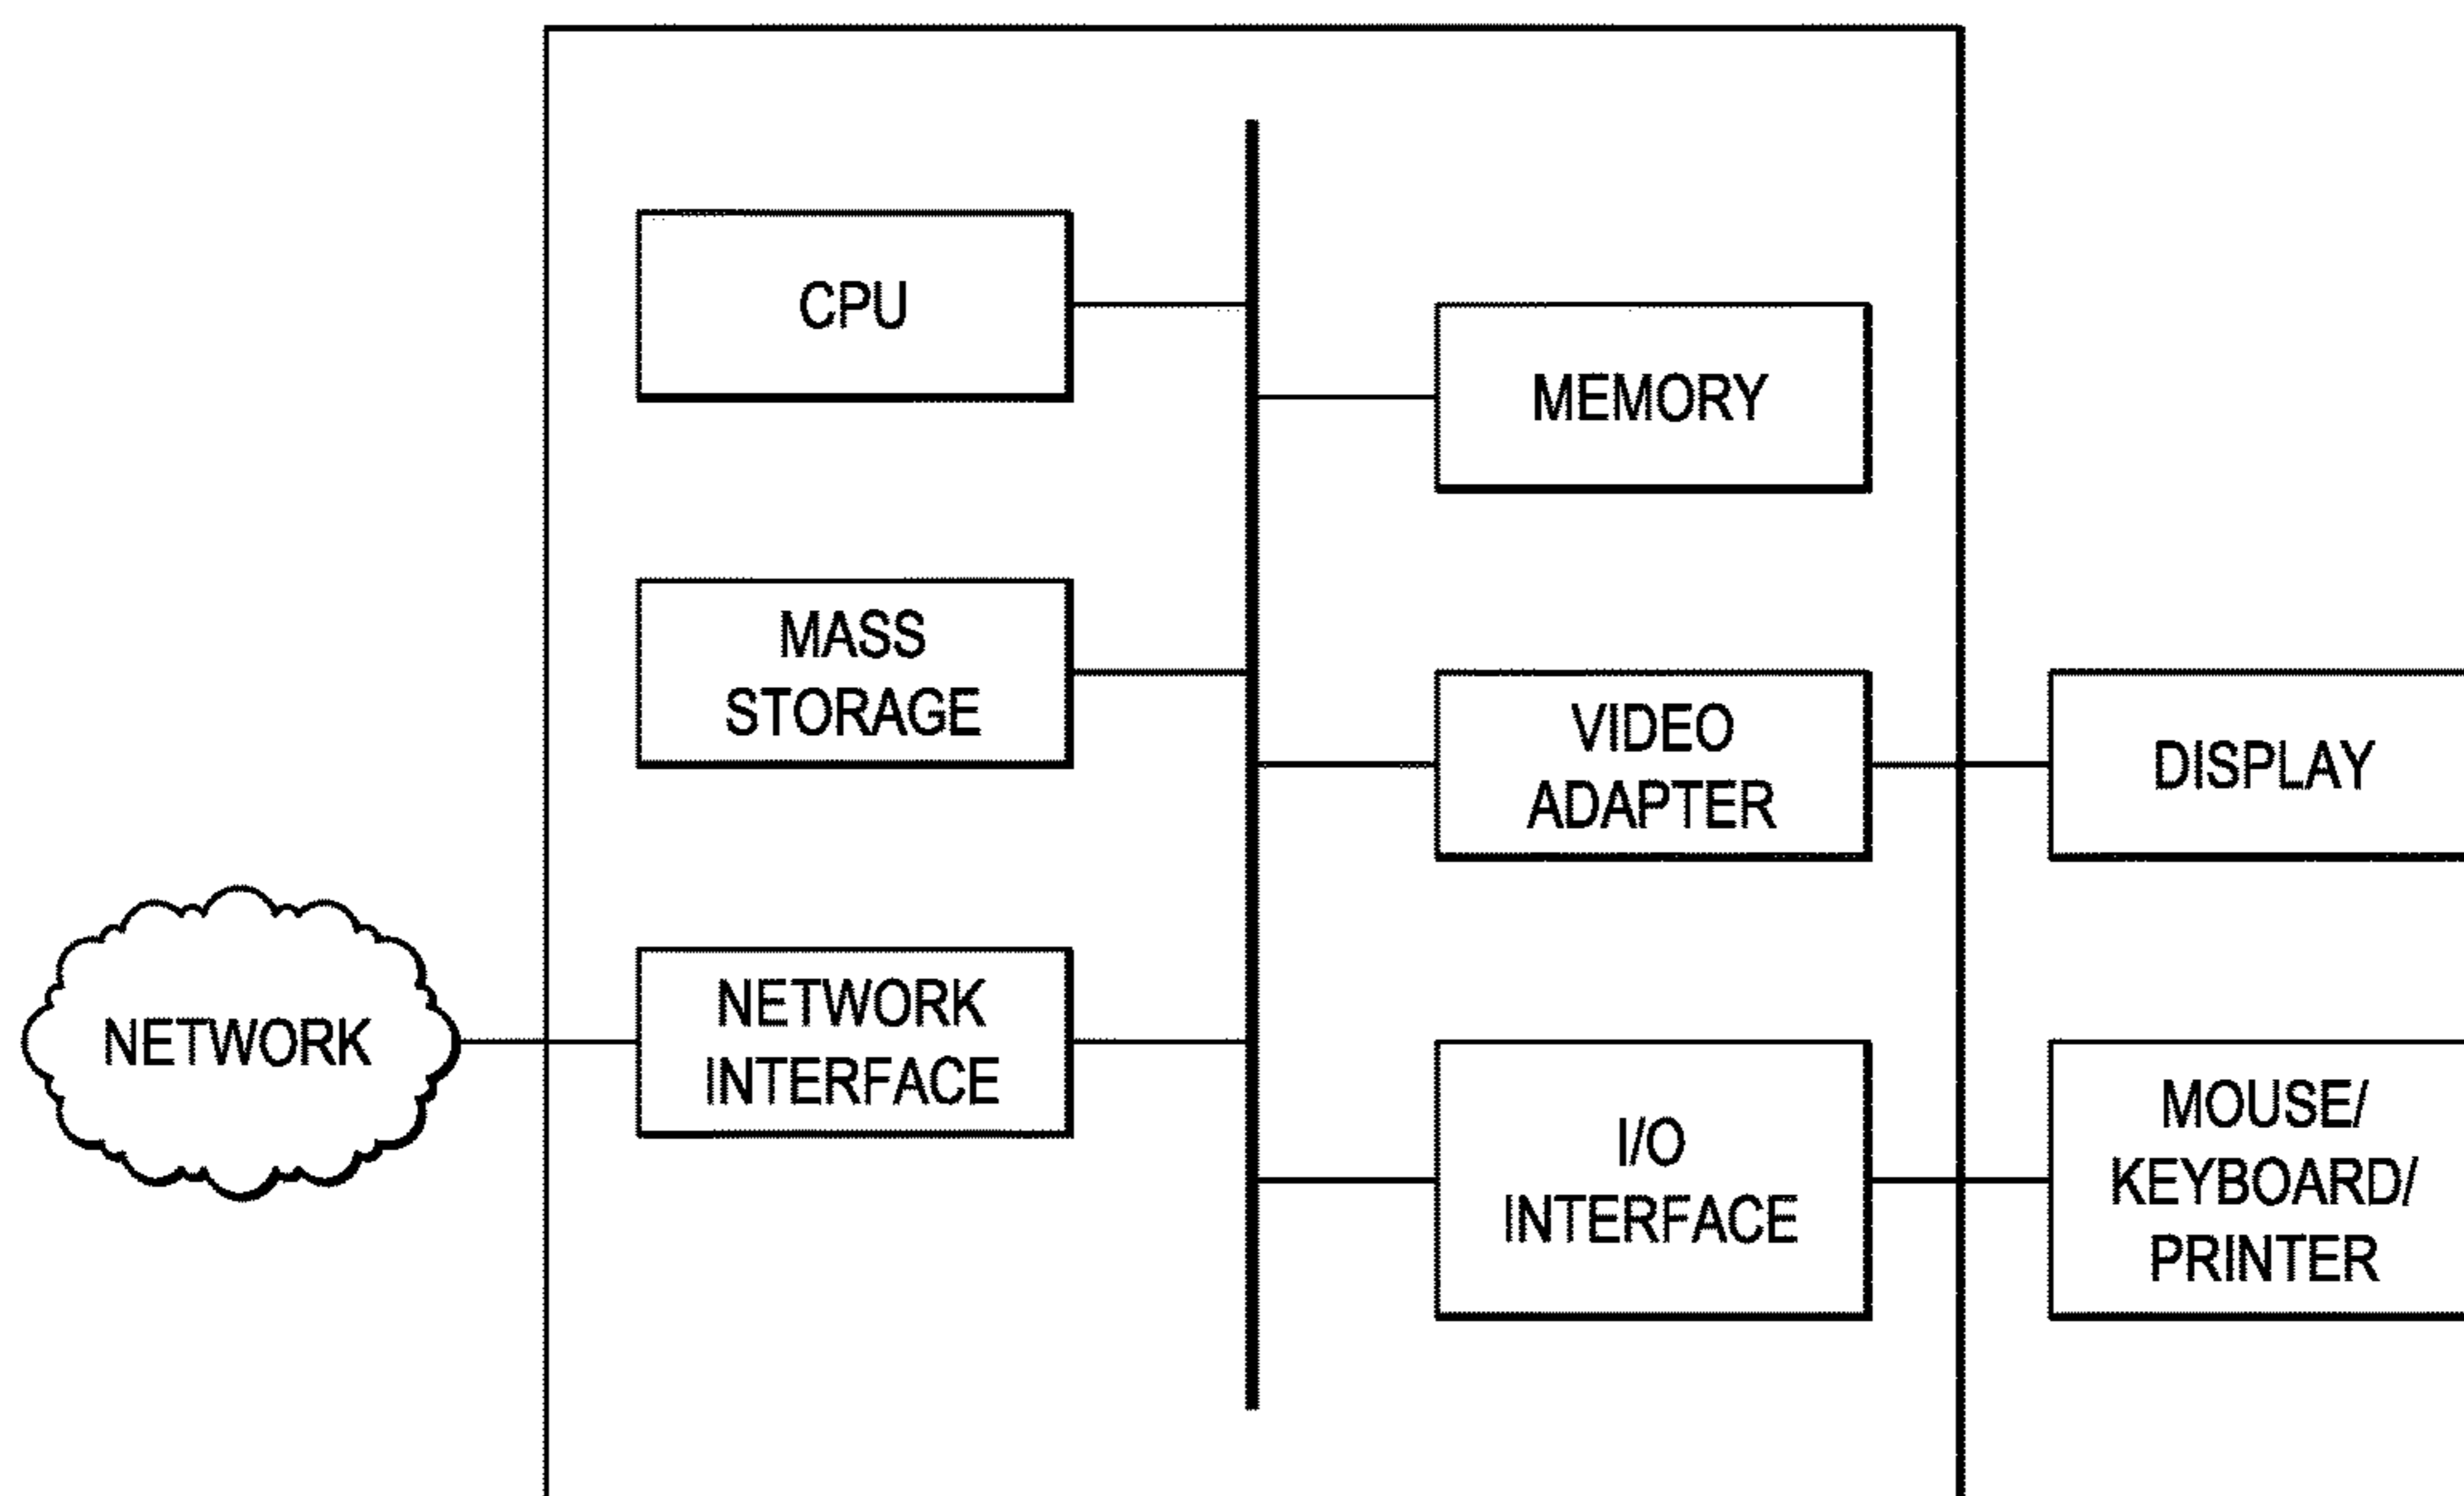 CPU
MEMORY
MASS
STORAGE
VIDEO
ADAPTER
DISPLAY
NETWORK
NETWORK
INTERFACE
I/O
INTERFACE
MOUSE/
KEYBOARD/
PRINTER